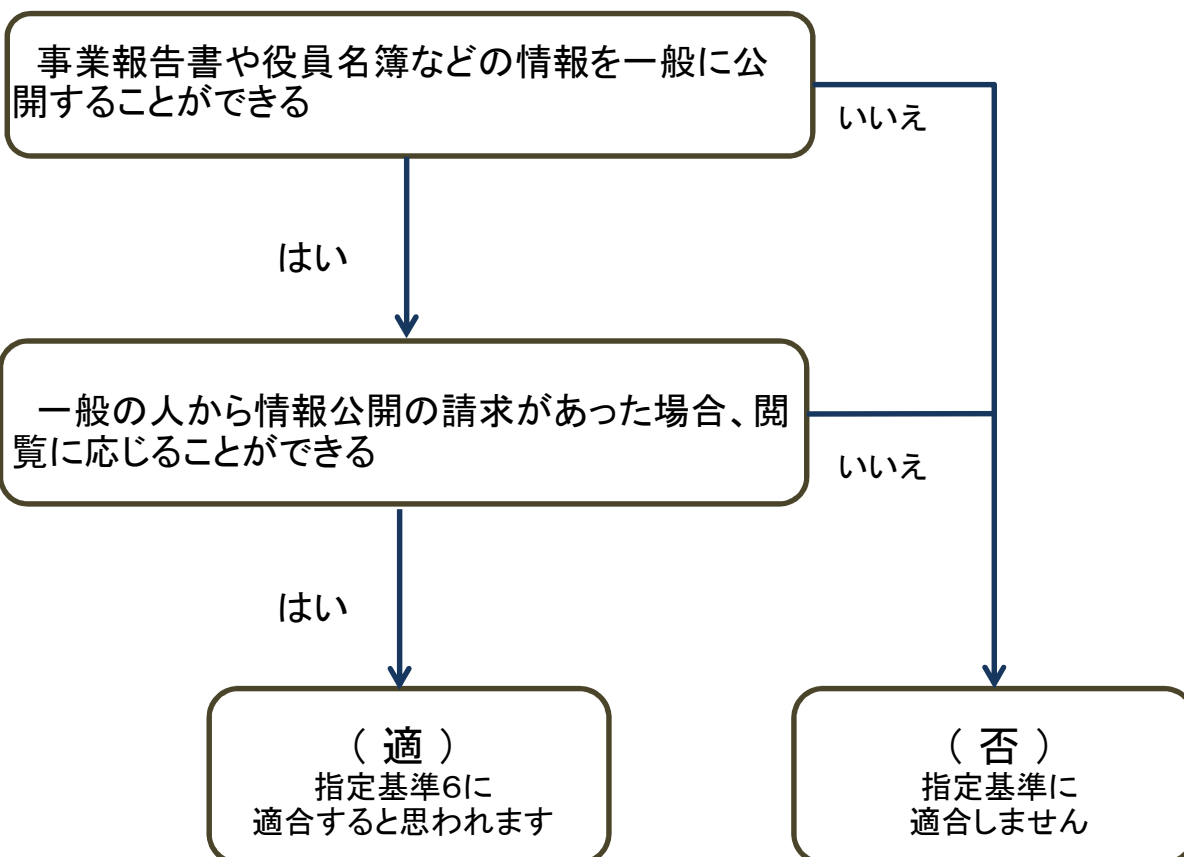 事業報告書や役員名簿などの情報を一般に公
開することができる
いいえ
はい
一般の人から情報公開の請求があった場合、閲
覧に応じることができる
いいえ
はい
（ 適 ）
指定基準６に
適合すると思われます
（ 否 ）
指定基準に
適合しません